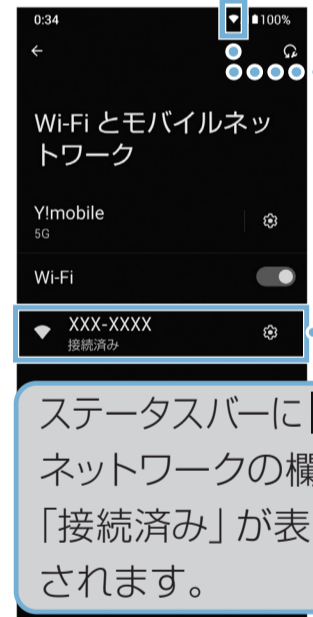 0:34 100%
Wi-Fi とモバイルネッ
トワーク
Y!mobile
5G
Wi-Fi
XXX-XXXX
接続済み
ステータスバーに
ネットワークの欄
「接続済み」が表
されます。